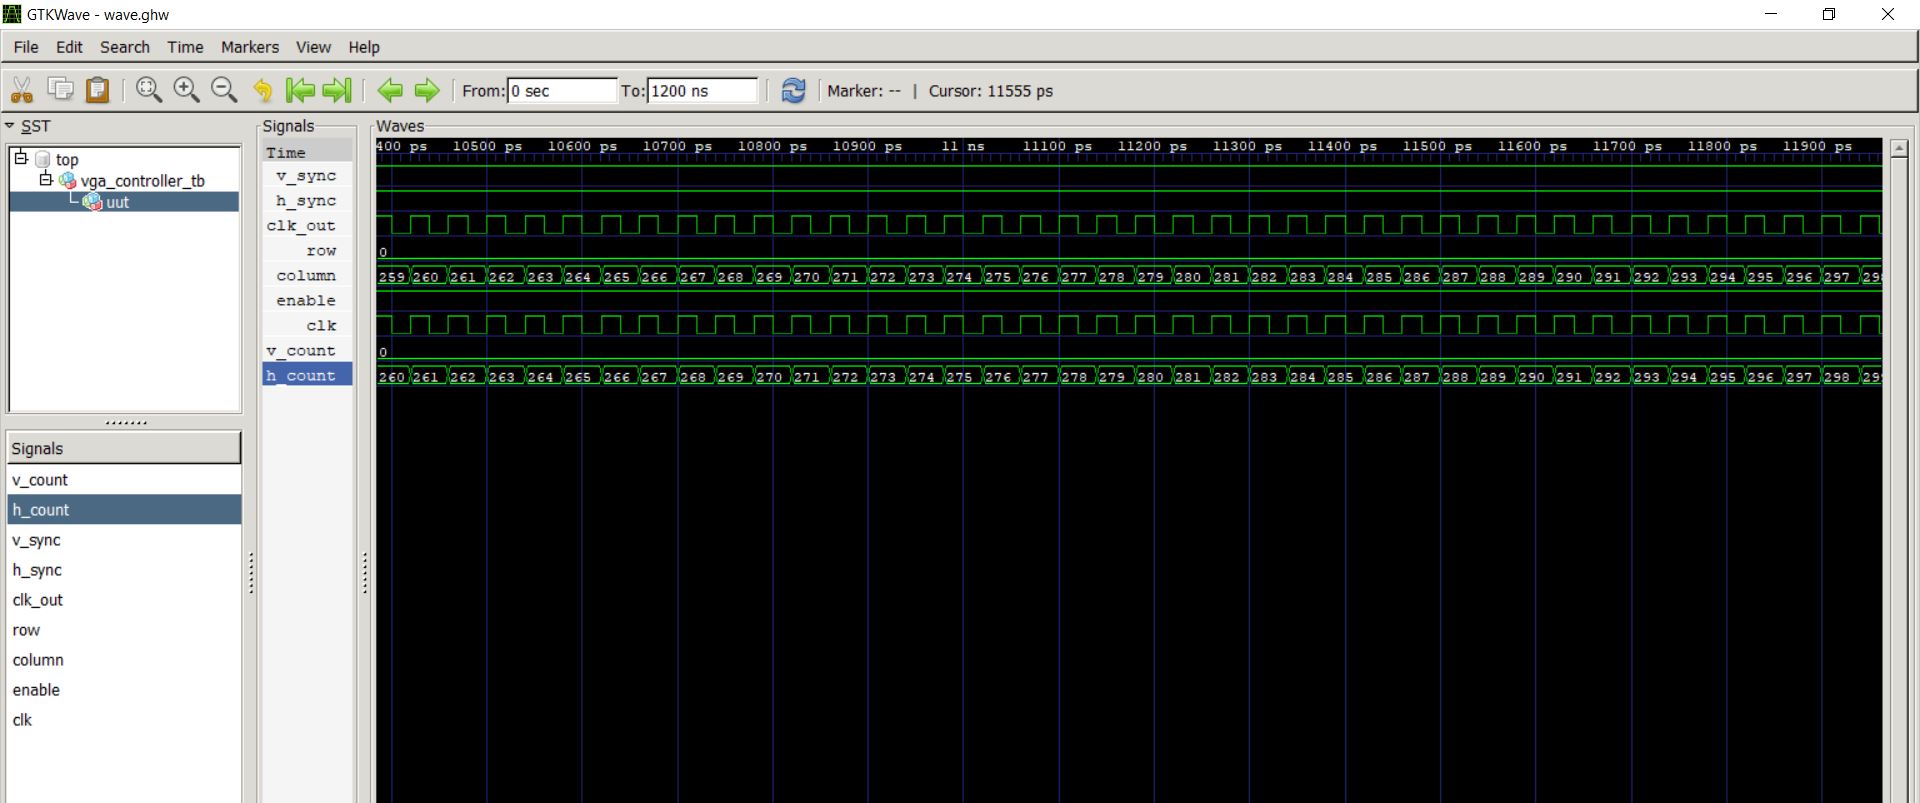 GTKWave - wave.ghw
File Edit Search Time Markers View Help
From: 0 sec To: 1200 ns Marker: -- | Cursor: 11555 ps
SST
top
vga_controller_tb
uut
Signals
v_count
h_count
v_sync
h_sync
clk_out
row
column
enable
clk
Signals
Time
v_sync
h_sync
clk_out
row
column
enable
clk
v_count
h_count
Waves
400 ps 10500 ps 10600 ps 10700 ps 10800 ps 10900 ps 11 ns 11100 ps 11200 ps 11300 ps 11400 ps 11500 ps 11600 ps 11700 ps 11800 ps 11900 ps
0
259 260 261 262 263 264 265 266 267 268 269 270 271 272 273 274 275 276 277 278 279 280 281 282 283 284 285 286 287 288 289 290 291 292 293 294 295 296 297 298
0
260 261 262 263 264 265 266 267 268 269 270 271 272 273 274 275 276 277 278 279 280 281 282 283 284 285 286 287 288 289 290 291 292 293 294 295 296 297 298 299